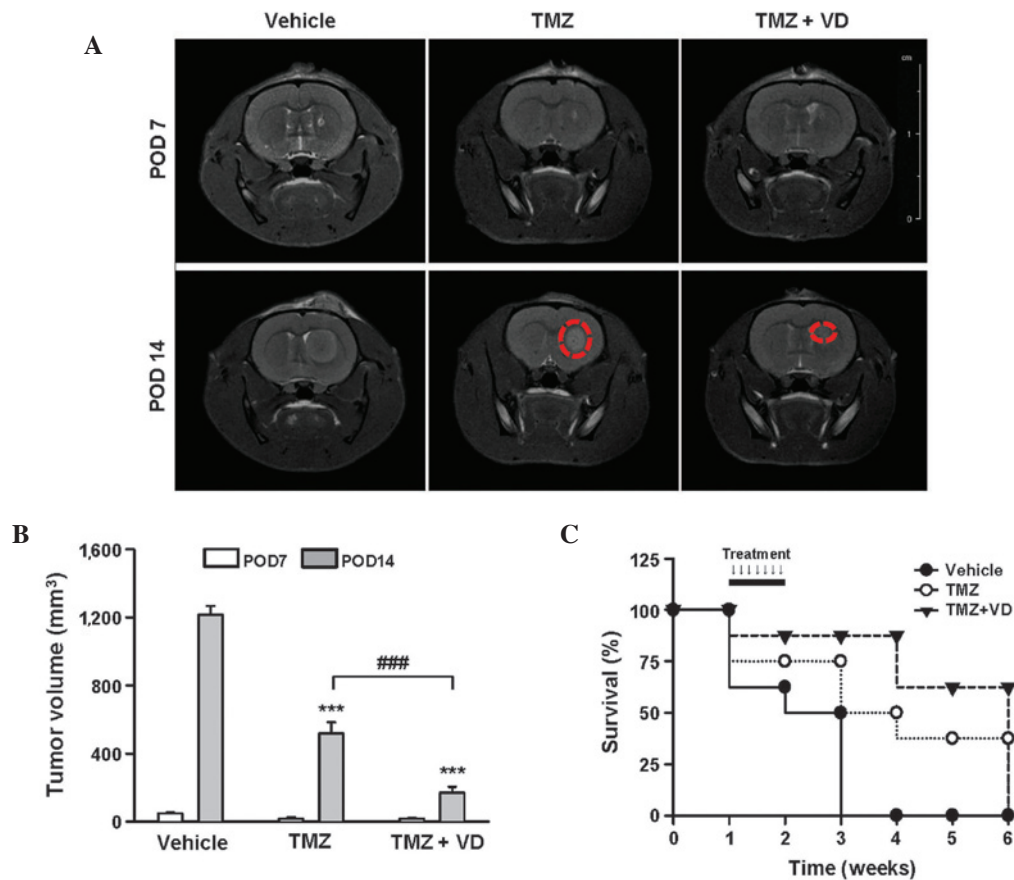 Vehicle TMZ TMZ + VD
A
cm
POD 7
1
0
POD 14
B
1,600
POD7 POD14
1200
800
400
0
Tumor volume (mm³)
###
***
***
Vehicle TMZ TMZ + VD
C
125
100
75
50
25
0
Survival (%)
Treatment
↓↓↓↓↓↓↓
Vehicle
TMZ
TMZ+VD
0 1 2 3 4 5 6
Time (weeks)